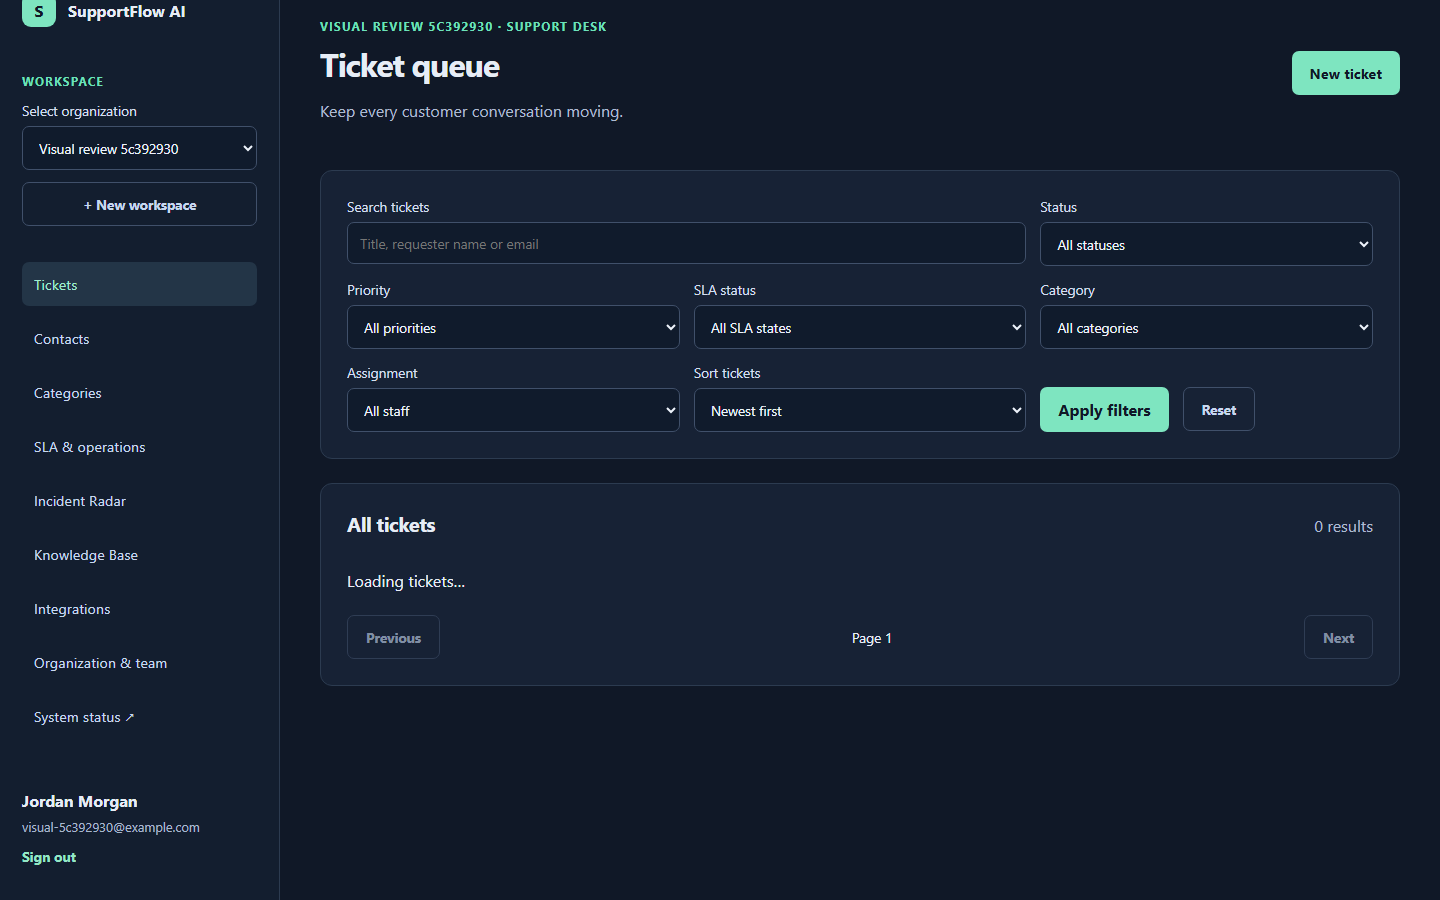 S SupportFlow AI
WORKSPACE
Select organization
Visual review 5c392930
+ New workspace
Tickets
Contacts
Categories
SLA & operations
Incident Radar
Knowledge Base
Integrations
Organization & team
System status ↗
Jordan Morgan
visual-5c392930@example.com
Sign out
VISUAL REVIEW 5C392930 · SUPPORT DESK
Ticket queue
New ticket
Keep every customer conversation moving.
Search tickets
Title, requester name or email
Status
All statuses
Priority
All priorities
SLA status
All SLA states
Category
All categories
Assignment
All staff
Sort tickets
Newest first
Apply filters
Reset
All tickets
0 results
Loading tickets...
Previous
Page 1
Next